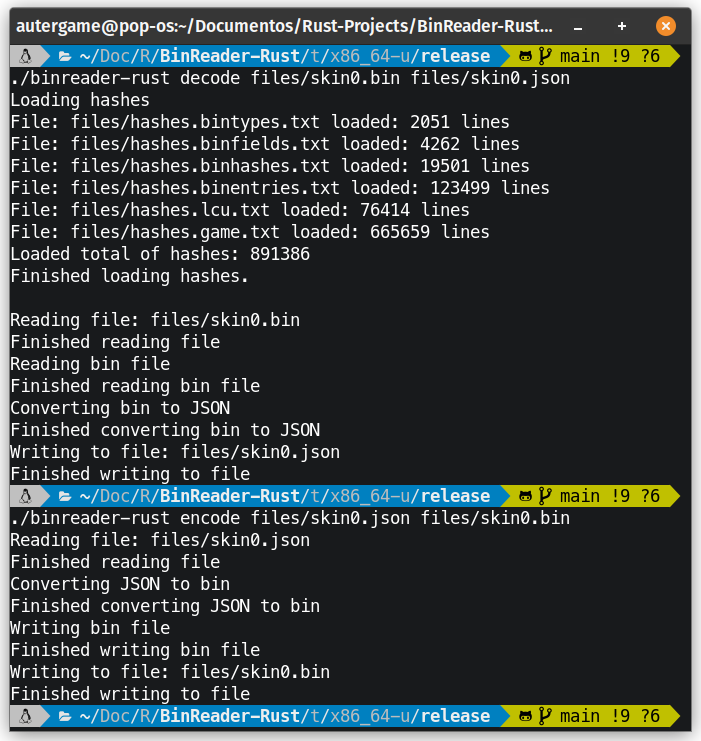 autergame@pop-os:~/Documentos/Rust-Projects/BinReader-Rust...
~/Doc/R/BinReader-Rust/t/x86_64-u/release main !9 ?6
./binreader-rust decode files/skin0.bin files/skin0.json
Loading hashes
File: files/hashes.bintypes.txt loaded: 2051 lines
File: files/hashes.binfields.txt loaded: 4262 lines
File: files/hashes.binhashes.txt loaded: 19501 lines
File: files/hashes.binentries.txt loaded: 123499 lines
File: files/hashes.lcu.txt loaded: 76414 lines
File: files/hashes.game.txt loaded: 665659 lines
Loaded total of hashes: 891386
Finished loading hashes.
Reading file: files/skin0.bin
Finished reading file
Reading bin file
Finished reading bin file
Converting bin to JSON
Finished converting bin to JSON
Writing to file: files/skin0.json
Finished writing to file
~/Doc/R/BinReader-Rust/t/x86_64-u/release main !9 ?6
./binreader-rust encode files/skin0.json files/skin0.bin
Reading file: files/skin0.json
Finished reading file
Converting JSON to bin
Finished converting JSON to bin
Writing bin file
Finished writing bin file
Writing to file: files/skin0.bin
Finished writing to file
~/Doc/R/BinReader-Rust/t/x86_64-u/release main !9 ?6